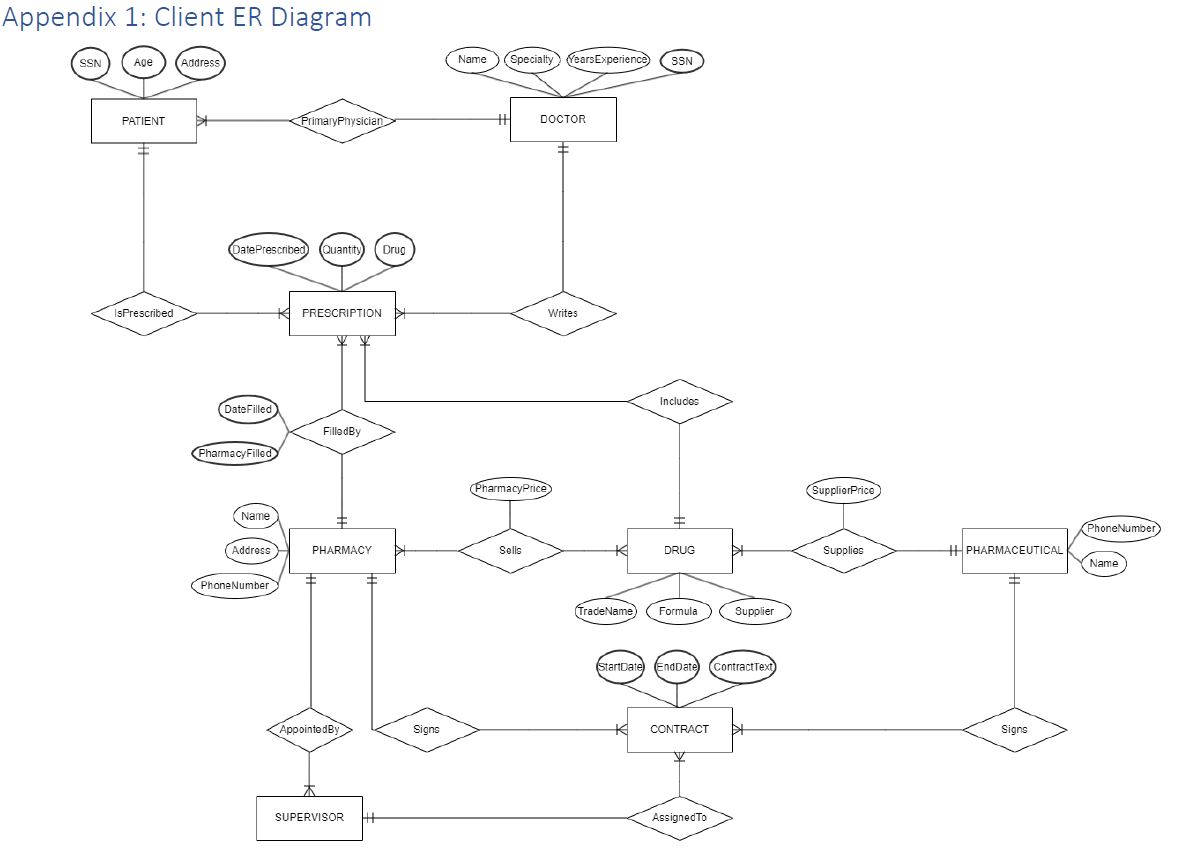 Appendix 1: Client ER Diagram
SSN
Age
Address
Name
Specialty
YearsExperience
SSN
PATIENT
PrimaryPhysician
DOCTOR
DatePrescribed
Quantity
Drug
IsPrescribed
PRESCRIPTION
Writes
DateFilled
FilledBy
PharmacyFilled
Includes
Name
Address
PhoneNumber
PHARMACY
PharmacyPrice
Sells
DRUG
SupplierPrice
Supplies
PHARMACEUTICAL
PhoneNumber
Name
TradeName
Formula
Supplier
StartDate
EndDate
ContractText
AppointedBy
Signs
CONTRACT
Signs
SUPERVISOR
AssignedTo